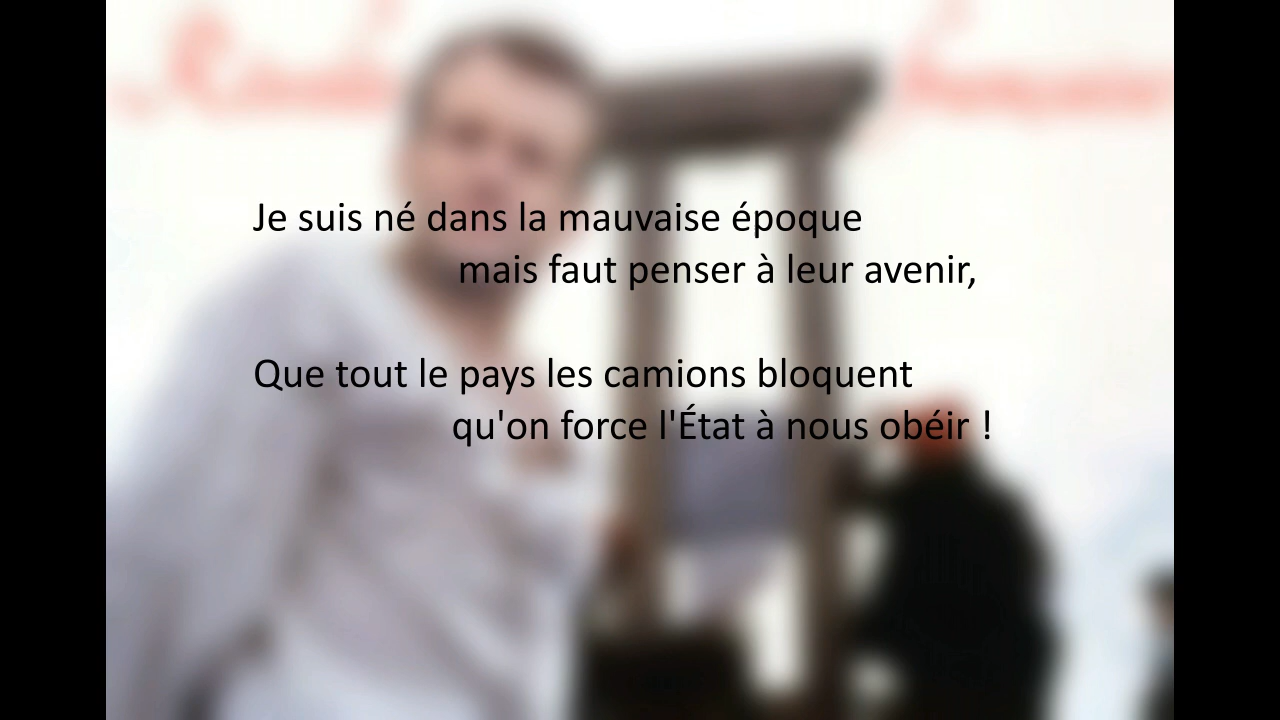 Je suis né dans la mauvaise époque
mais faut penser à leur avenir,
Que tout le pays les camions bloquent
qu'on force l'État à nous obéir !